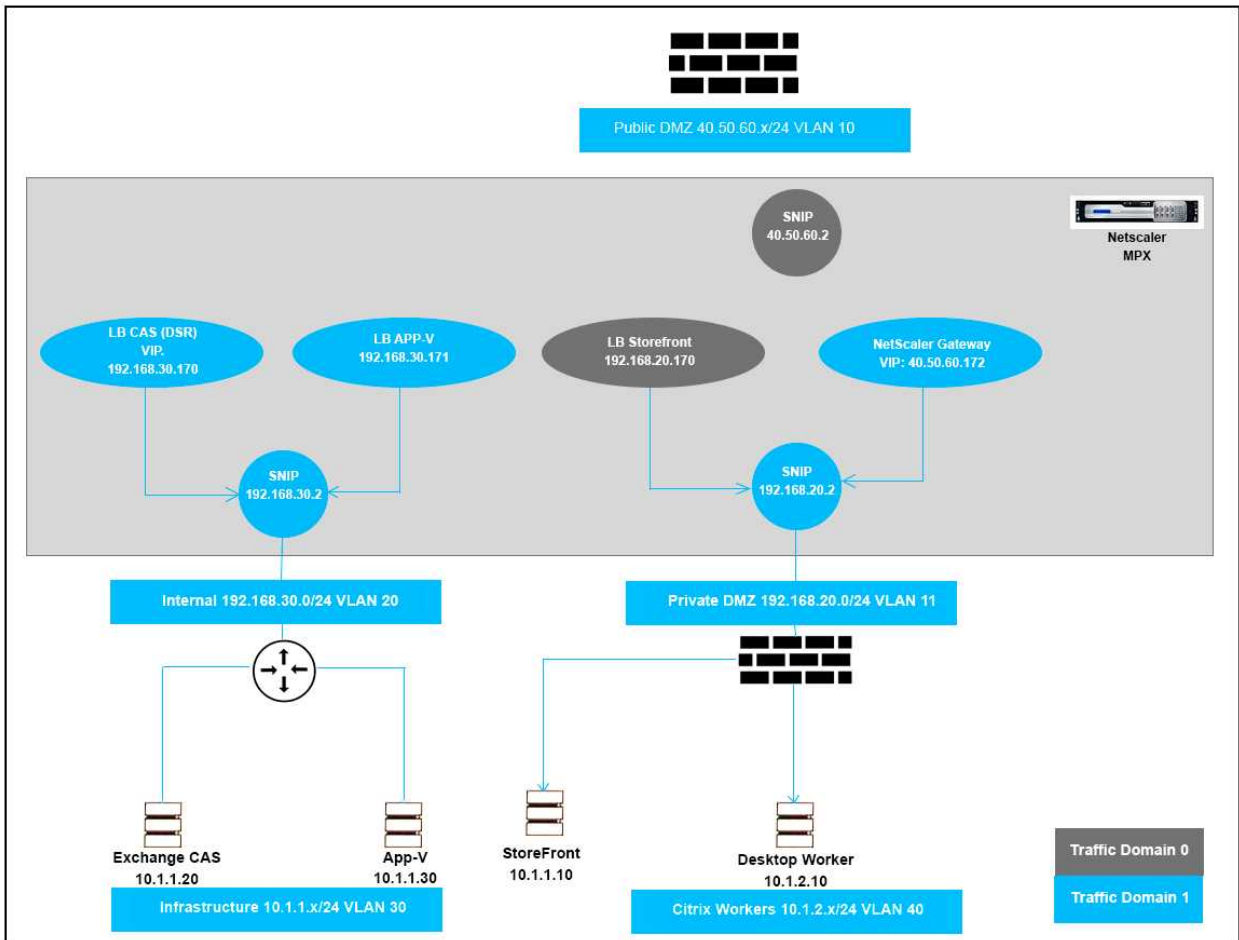 Public DMZ 40.50.60.x/24 VLAN 10
SNIP
40.50.60.2
Netscaler
MPX
LB CAS (DSR)
VIP.
192.168.30.170
LB APP-V
192.168.30.171
LB Storefront
192.168.20.170
NetScaler Gateway
VIP: 40.50.60.172
SNIP
192.168.30.2
SNIP
192.168.20.2
Internal 192.168.30.0/24 VLAN 20
Private DMZ 192.168.20.0/24 VLAN 11
Exchange CAS
10.1.1.20
App-V
10.1.1.30
StoreFront
10.1.1.10
Desktop Worker
10.1.2.10
Infrastructure 10.1.1.x/24 VLAN 30
Citrix Workers 10.1.2.x/24 VLAN 40
Traffic Domain 0
Traffic Domain 1